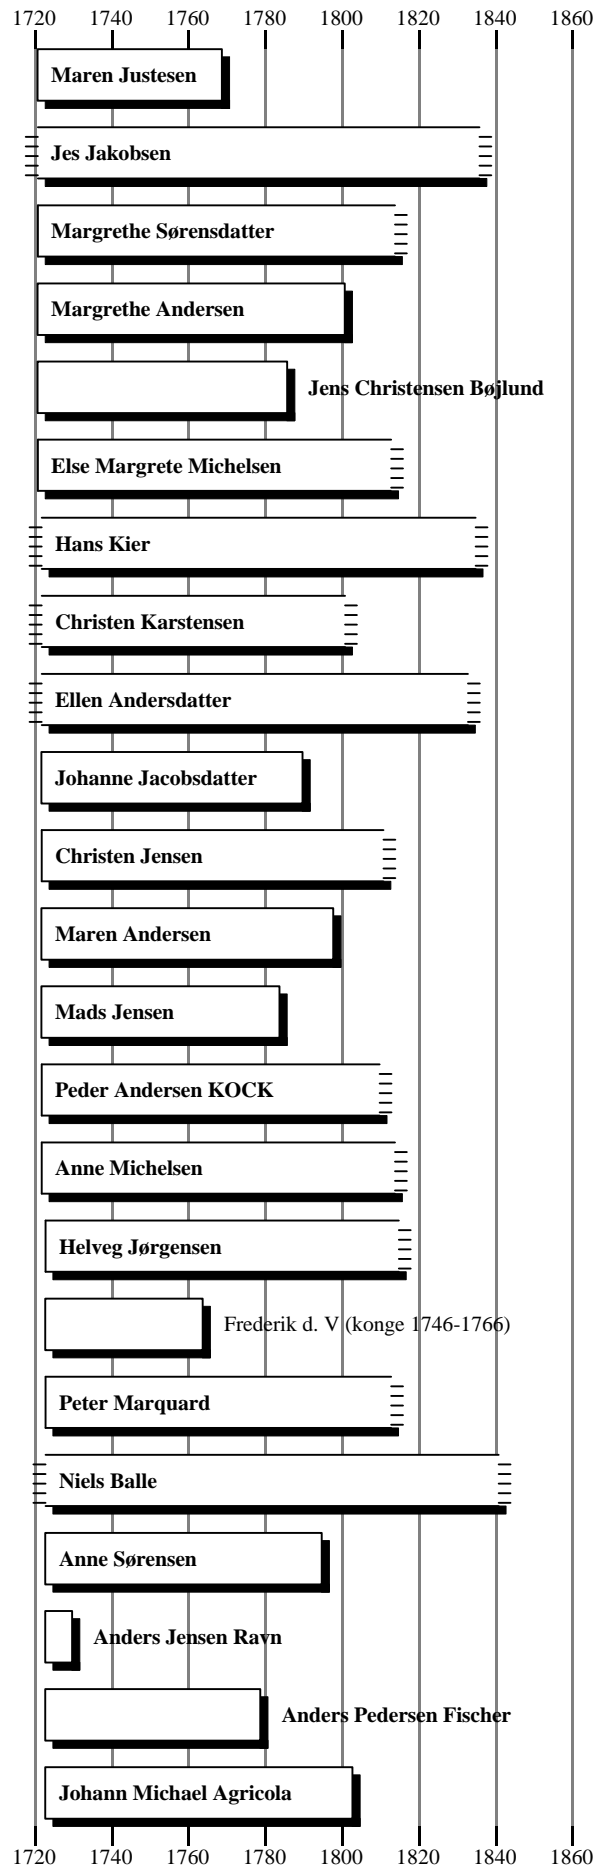 1720 1740 1760 1780 1800 1820 1840 1860
Maren Justesen
Jes Jakobsen
Margrethe Sørensdatter
Margrethe Andersen
Jens Christensen Bøjlund
Else Margrete Michelsen
Hans Kier
Christen Karstensen
Ellen Andersdatter
Johanne Jacobsdatter
Christen Jensen
Maren Andersen
Mads Jensen
Peder Andersen KOCK
Anne Michelsen
Helveg Jørgensen
Frederik d. V (konge 1746-1766)
Peter Marquard
Niels Balle
Anne Sørensen
Anders Jensen Ravn
Anders Pedersen Fischer
Johann Michael Agricola
1720 1740 1760 1780 1800 1820 1840 1860